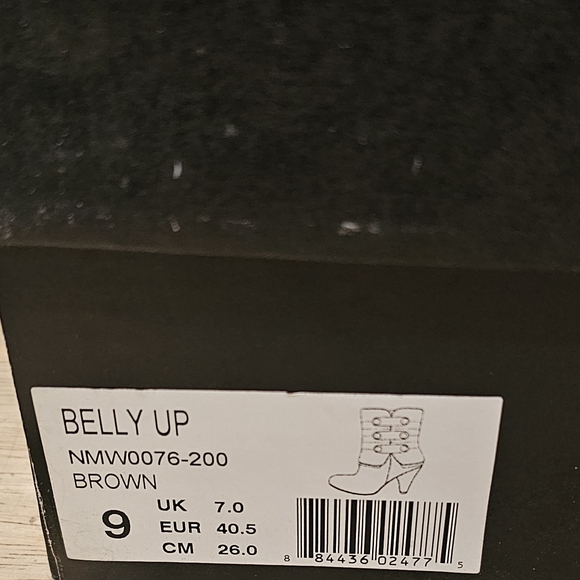 BELLY UP
NMW0076-200
BROWN
9
UK 7.0
EUR 40.5
CM 26.0
8 84436 02477 5